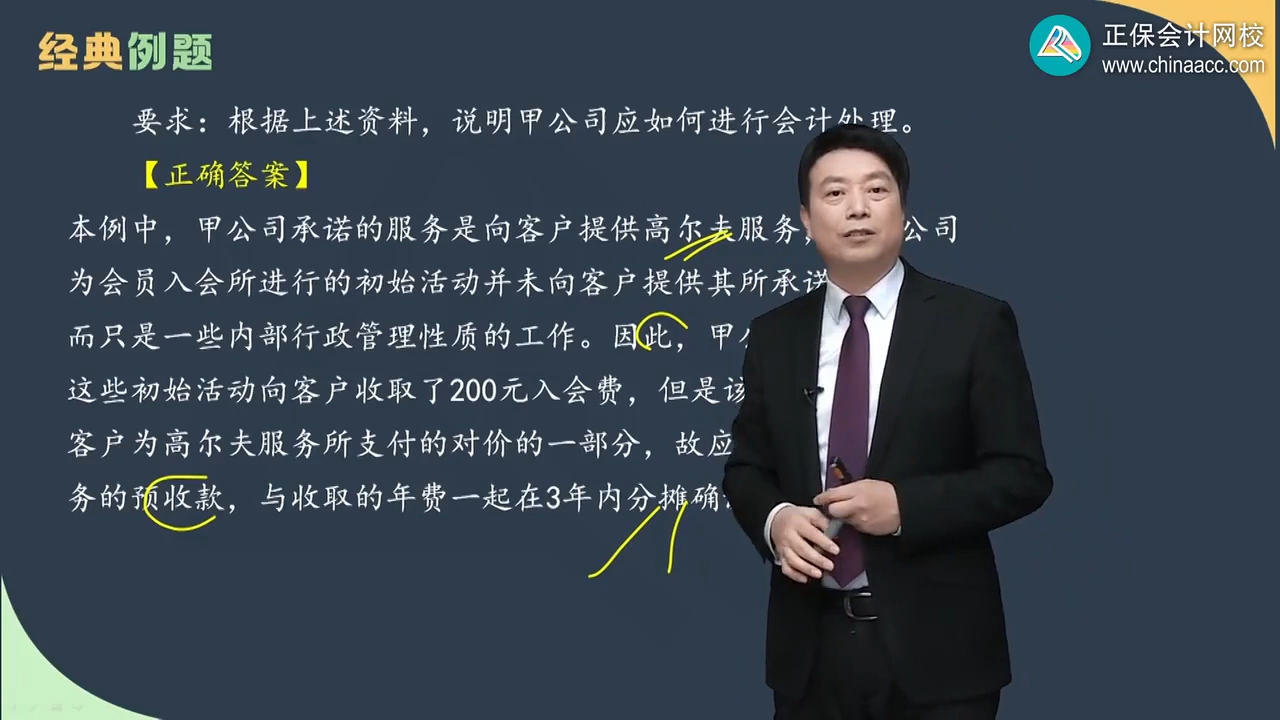 经典例题
正保会计网校
www.chinaacc.com
要求：根据上述资料，说明甲公司应如何进行会计处理。
【正确答案】
本例中，甲公司承诺的服务是向客户提供高尔夫服务，公司
为会员入会所进行的初始活动并未向客户提供其所承诺
而只是一些内部行政管理性质的工作。因此，甲
这些初始活动向客户收取了200元入会费，但是该
客户为高尔夫服务所支付的对价的一部分，故应
务的预收款，与收取的年费一起在3年内分摊确